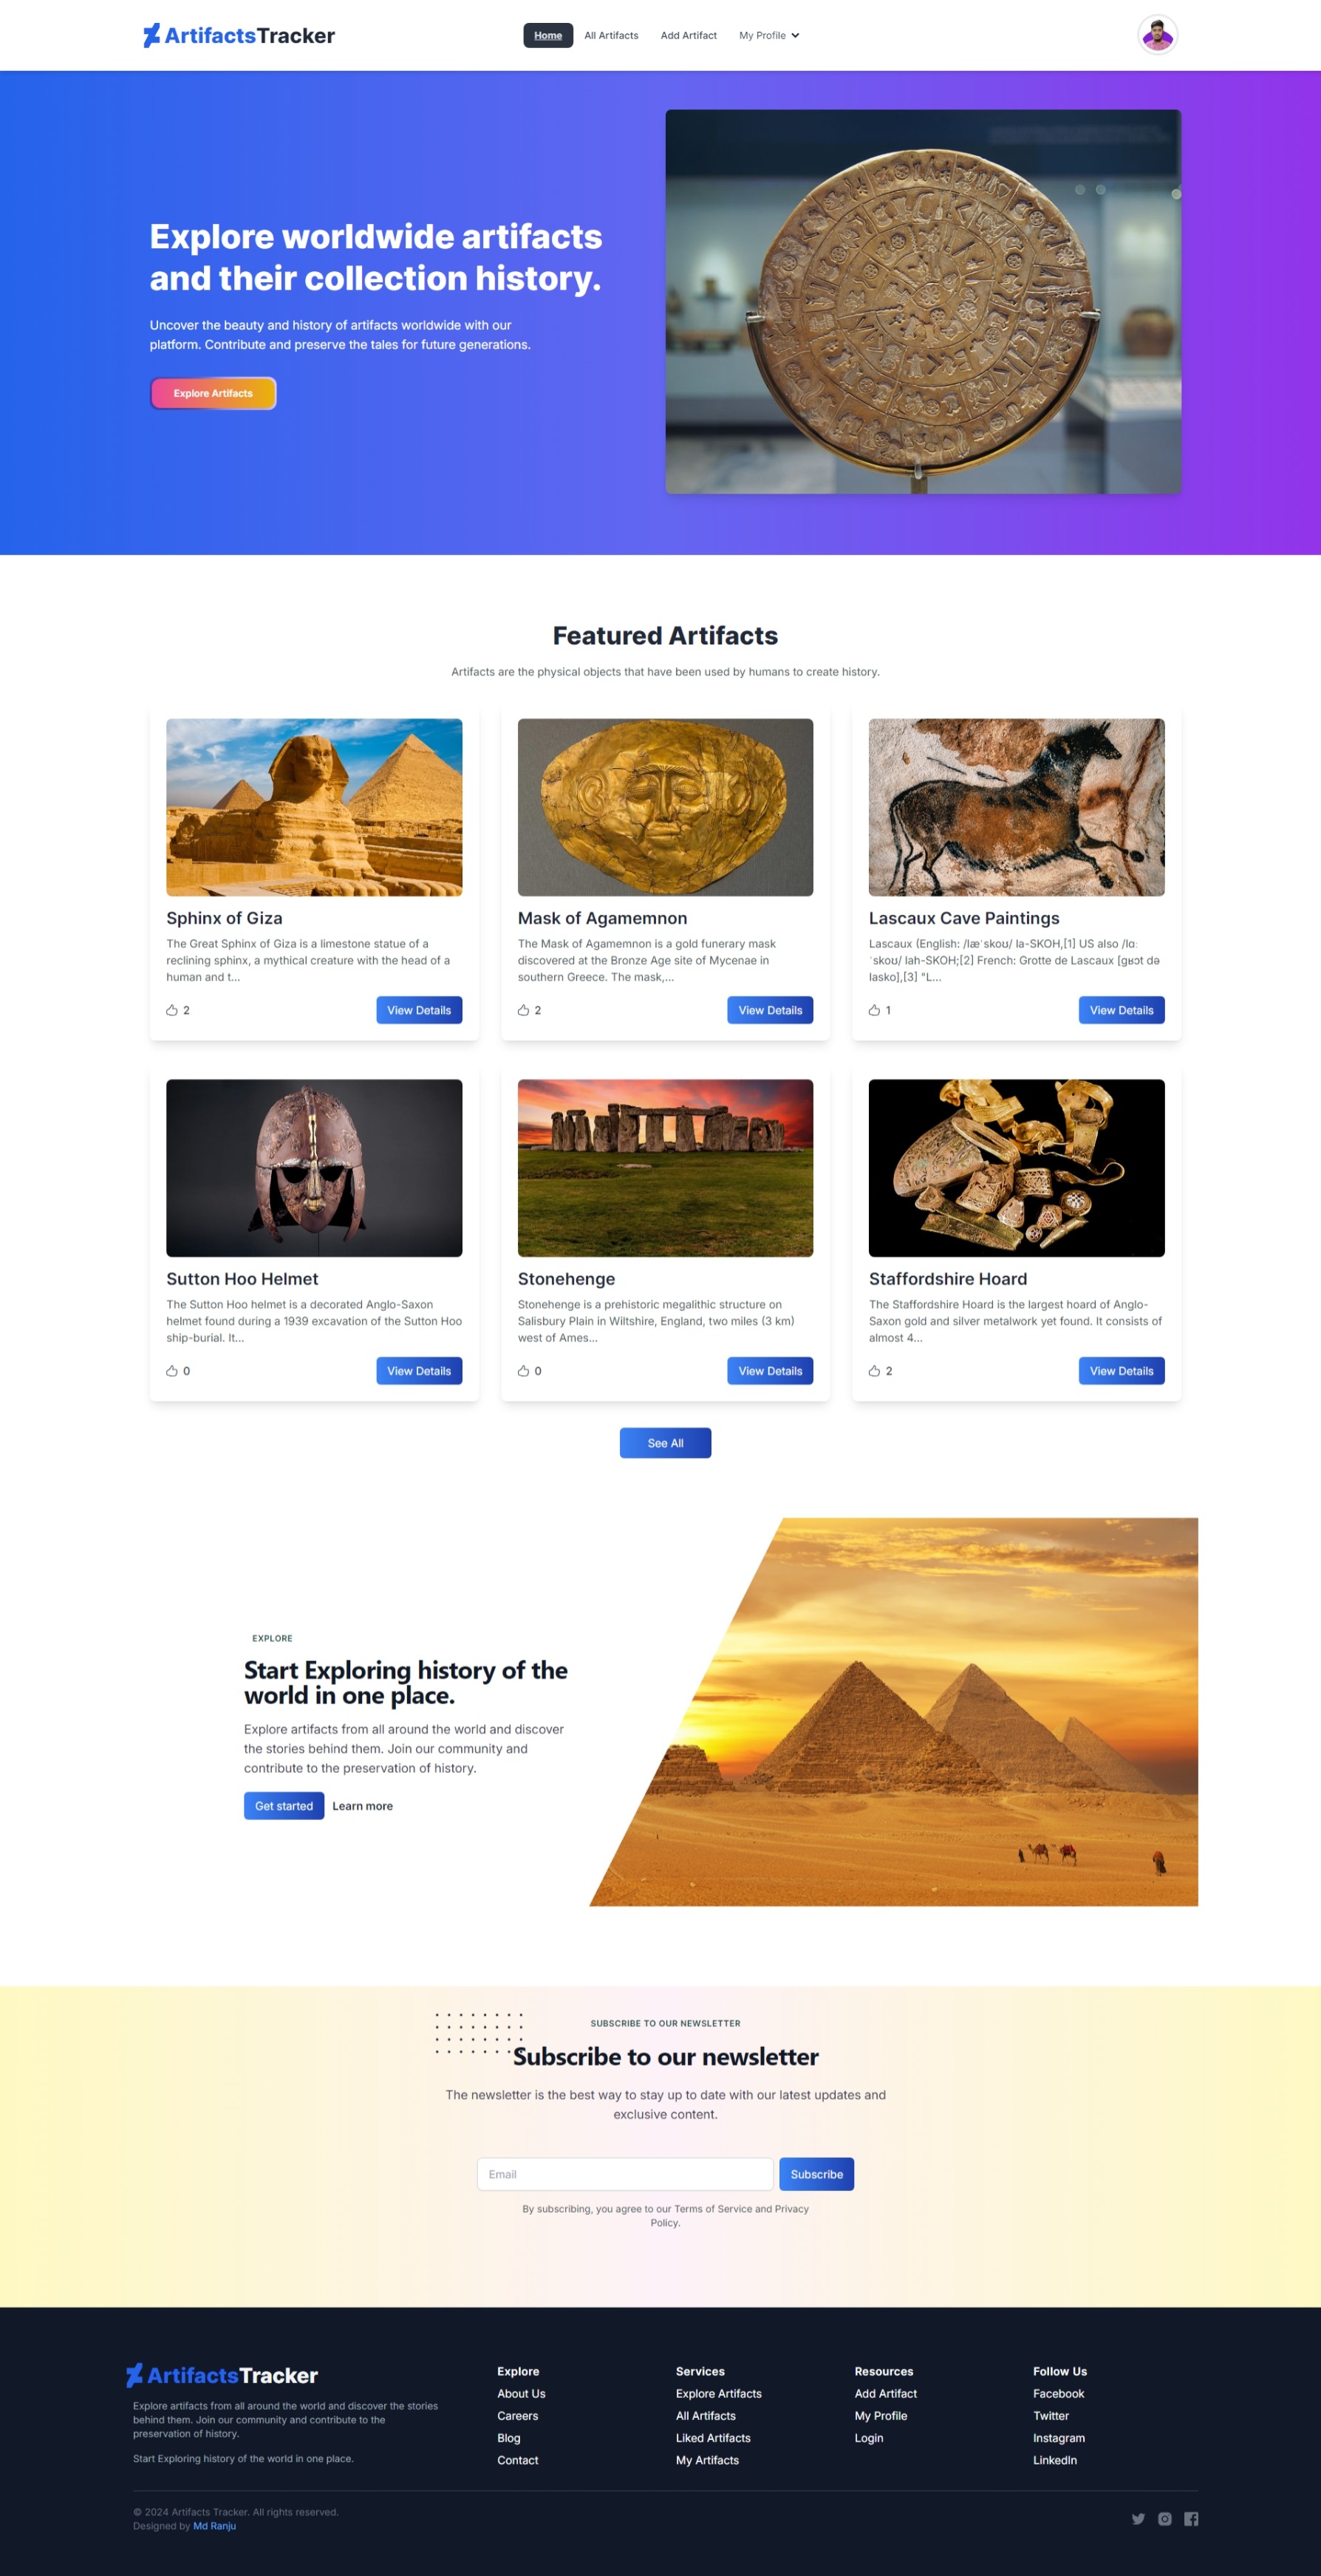 ArtifactsTracker
Home
All Artifacts
Add Artifact
My Profile
Explore worldwide artifacts
and their collection history.
Uncover the beauty and history of artifacts worldwide with our
platform. Contribute and preserve the tales for future generations.
Explore Artifacts
Featured Artifacts
Artifacts are the physical objects that have been used by humans to create history.
Sphinx of Giza
The Great Sphinx of Giza is a limestone statue of a
reclining sphinx, a mythical creature with the head of a
human and t...
2
View Details
Mask of Agamemnon
The Mask of Agamemnon is a gold funerary mask
discovered at the Bronze Age site of Mycenae in
southern Greece. The mask,...
2
View Details
Lascaux Cave Paintings
Lascaux (English: /læˈskoʊ/ la-SKOH,[1] US also /lɑː
ˈskoʊ/ lah-SKOH;[2] French: Grotte de Lascaux [ɡʁɔt də
lasko],[3] "L...
1
View Details
Sutton Hoo Helmet
The Sutton Hoo helmet is a decorated Anglo-Saxon
helmet found during a 1939 excavation of the Sutton Hoo
ship-burial. It...
0
View Details
Stonehenge
Stonehenge is a prehistoric megalithic structure on
Salisbury Plain in Wiltshire, England, two miles (3 km)
west of Ames...
0
View Details
Staffordshire Hoard
The Staffordshire Hoard is the largest hoard of Anglo-
Saxon gold and silver metalwork yet found. It consists of
almost 4...
2
View Details
See All
EXPLORE
Start Exploring history of the
world in one place.
Explore artifacts from all around the world and discover
the stories behind them. Join our community and
contribute to the preservation of history.
Get started
Learn more
SUBSCRIBE TO OUR NEWSLETTER
Subscribe to our newsletter
The newsletter is the best way to stay up to date with our latest updates and
exclusive content.
Email
Subscribe
By subscribing, you agree to our Terms of Service and Privacy
Policy.
ArtifactsTracker
Explore artifacts from all around the world and discover the stories
behind them. Join our community and contribute to the
preservation of history.
Start Exploring history of the world in one place.
Explore
About Us
Careers
Blog
Contact
Services
Explore Artifacts
All Artifacts
Liked Artifacts
My Artifacts
Resources
Add Artifact
My Profile
Login
Follow Us
Facebook
Twitter
Instagram
LinkedIn
© 2024 Artifacts Tracker. All rights reserved.
Designed by Md Ranju